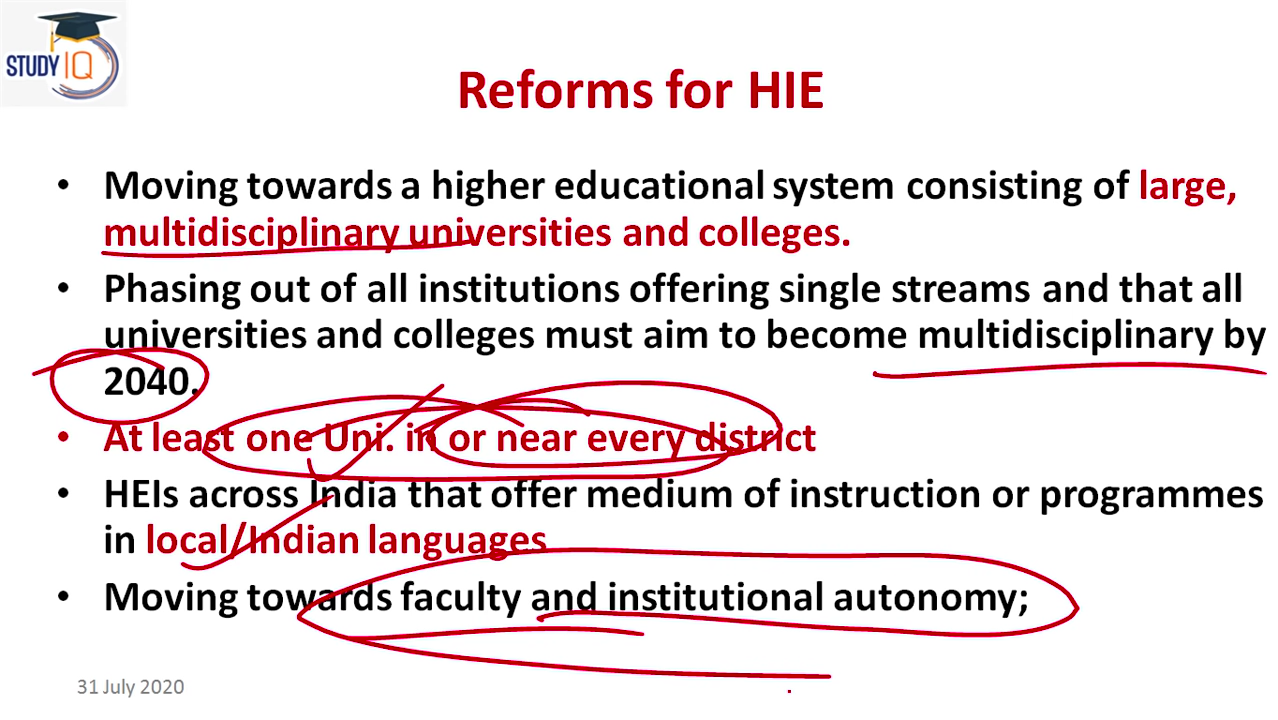 STUDY IQ
Reforms for HIE
• Moving towards a higher educational system consisting of large,
multidisciplinary universities and colleges.
• Phasing out of all institutions offering single streams and that all
universities and colleges must aim to become multidisciplinary by
2040.
• At least one Uni. in or near every district
• HEIs across India that offer medium of instruction or programmes
in local/Indian languages
• Moving towards faculty and institutional autonomy;
31 July 2020